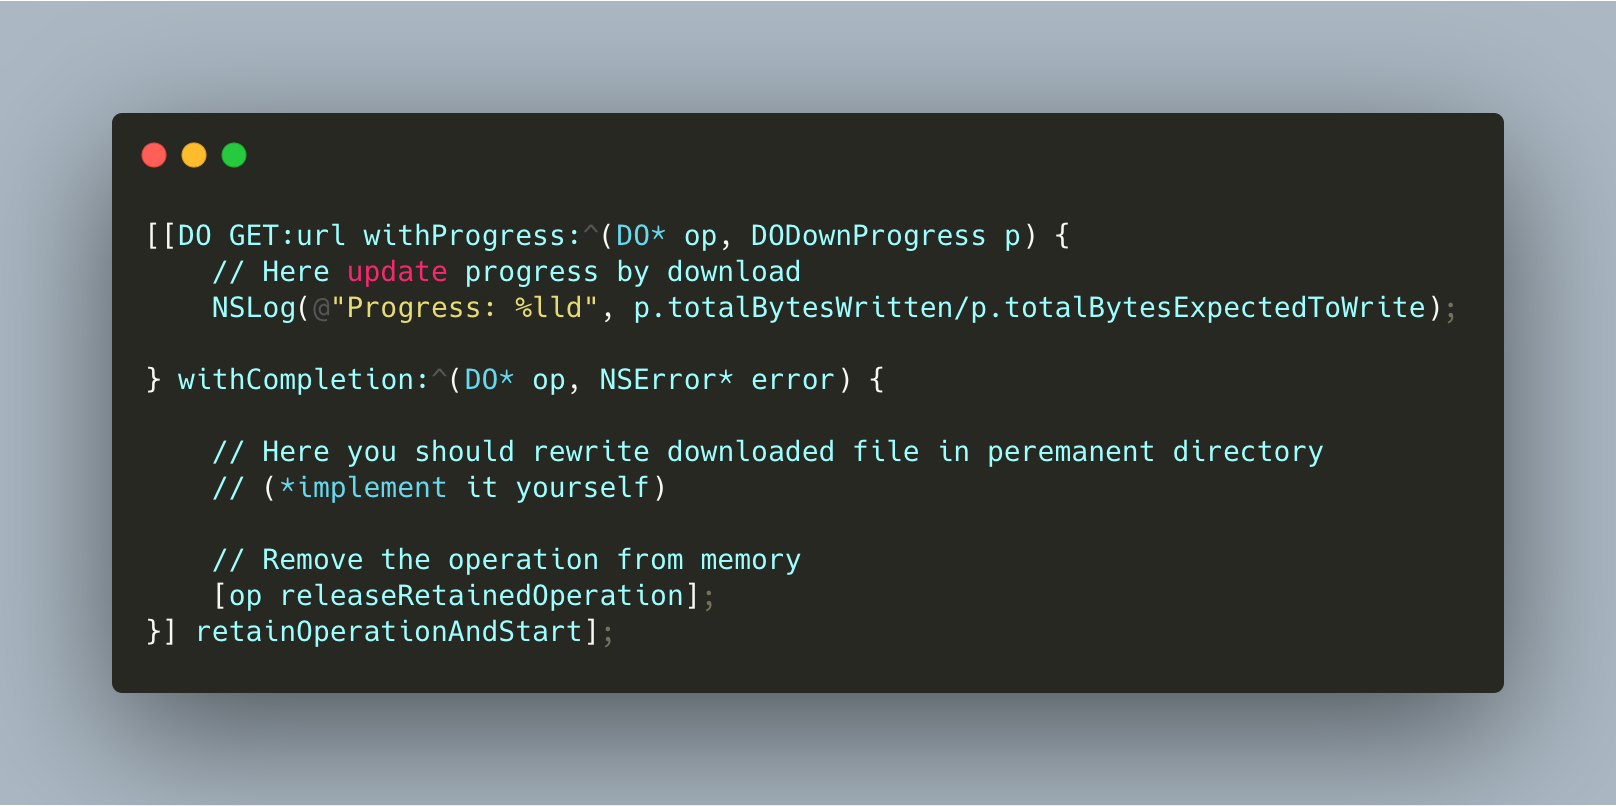 [[DO GET:url withProgress:^(DO* op, DODownProgress p) {
    // Here update progress by download
    NSLog(@"Progress: %lld", p.totalBytesWritten/p.totalBytesExpectedToWrite);

} withCompletion:^(DO* op, NSError* error) {

    // Here you should rewrite downloaded file in peremanent directory
    // (*implement it yourself)

    // Remove the operation from memory
    [op releaseRetainedOperation];
}] retainOperationAndStart];